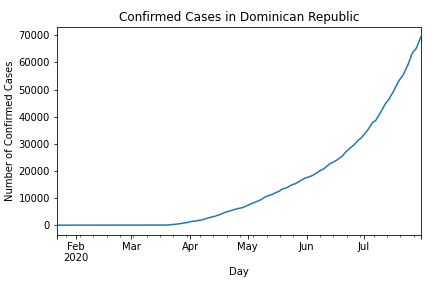 Confirmed Cases in Dominican Republic
Number of Confirmed Cases
70000
60000
50000
40000
30000
20000
10000
0
Feb Mar Apr May Jun Jul
2020
Day